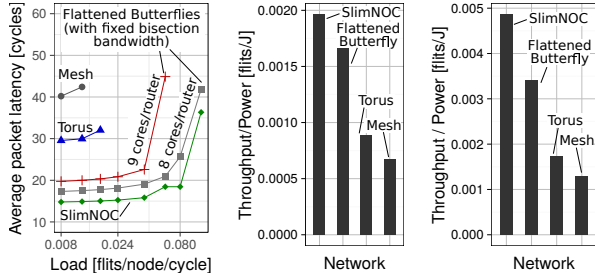 Flattened Butterflies
(with fixed bisection
bandwidth)
Average packet latency [cycles]
60
50
40
30
20
10
Mesh
Torus
9 cores/router
8 cores/router
SlimNOC
0.008
0.024
0.080
Load [flits/node/cycle]
Throughput/Power [flits/J]
0.0020
0.0015
0.0010
0.0005
0.0000
SlimNOC
Flattened
Butterfly
Torus
Mesh
Network
Throughput / Power [flits/J]
0.005
0.004
0.003
0.002
0.001
0.000
SlimNOC
Flattened
Butterfly
Torus
Mesh
Network